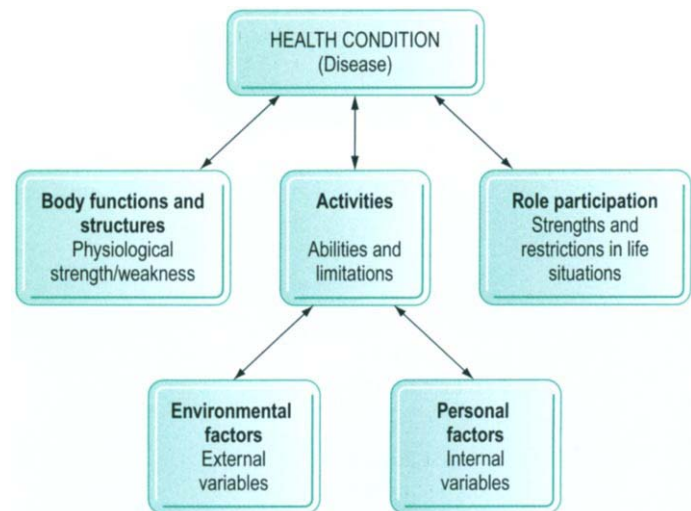 HEALTH CONDITION
(Disease)
Body functions and
structures
Physiological
strength/weakness
Activities
Abilities and
limitations
Role participation
Strengths and
restrictions in life
situations
Environmental
factors
External
variables
Personal
factors
Internal
variables